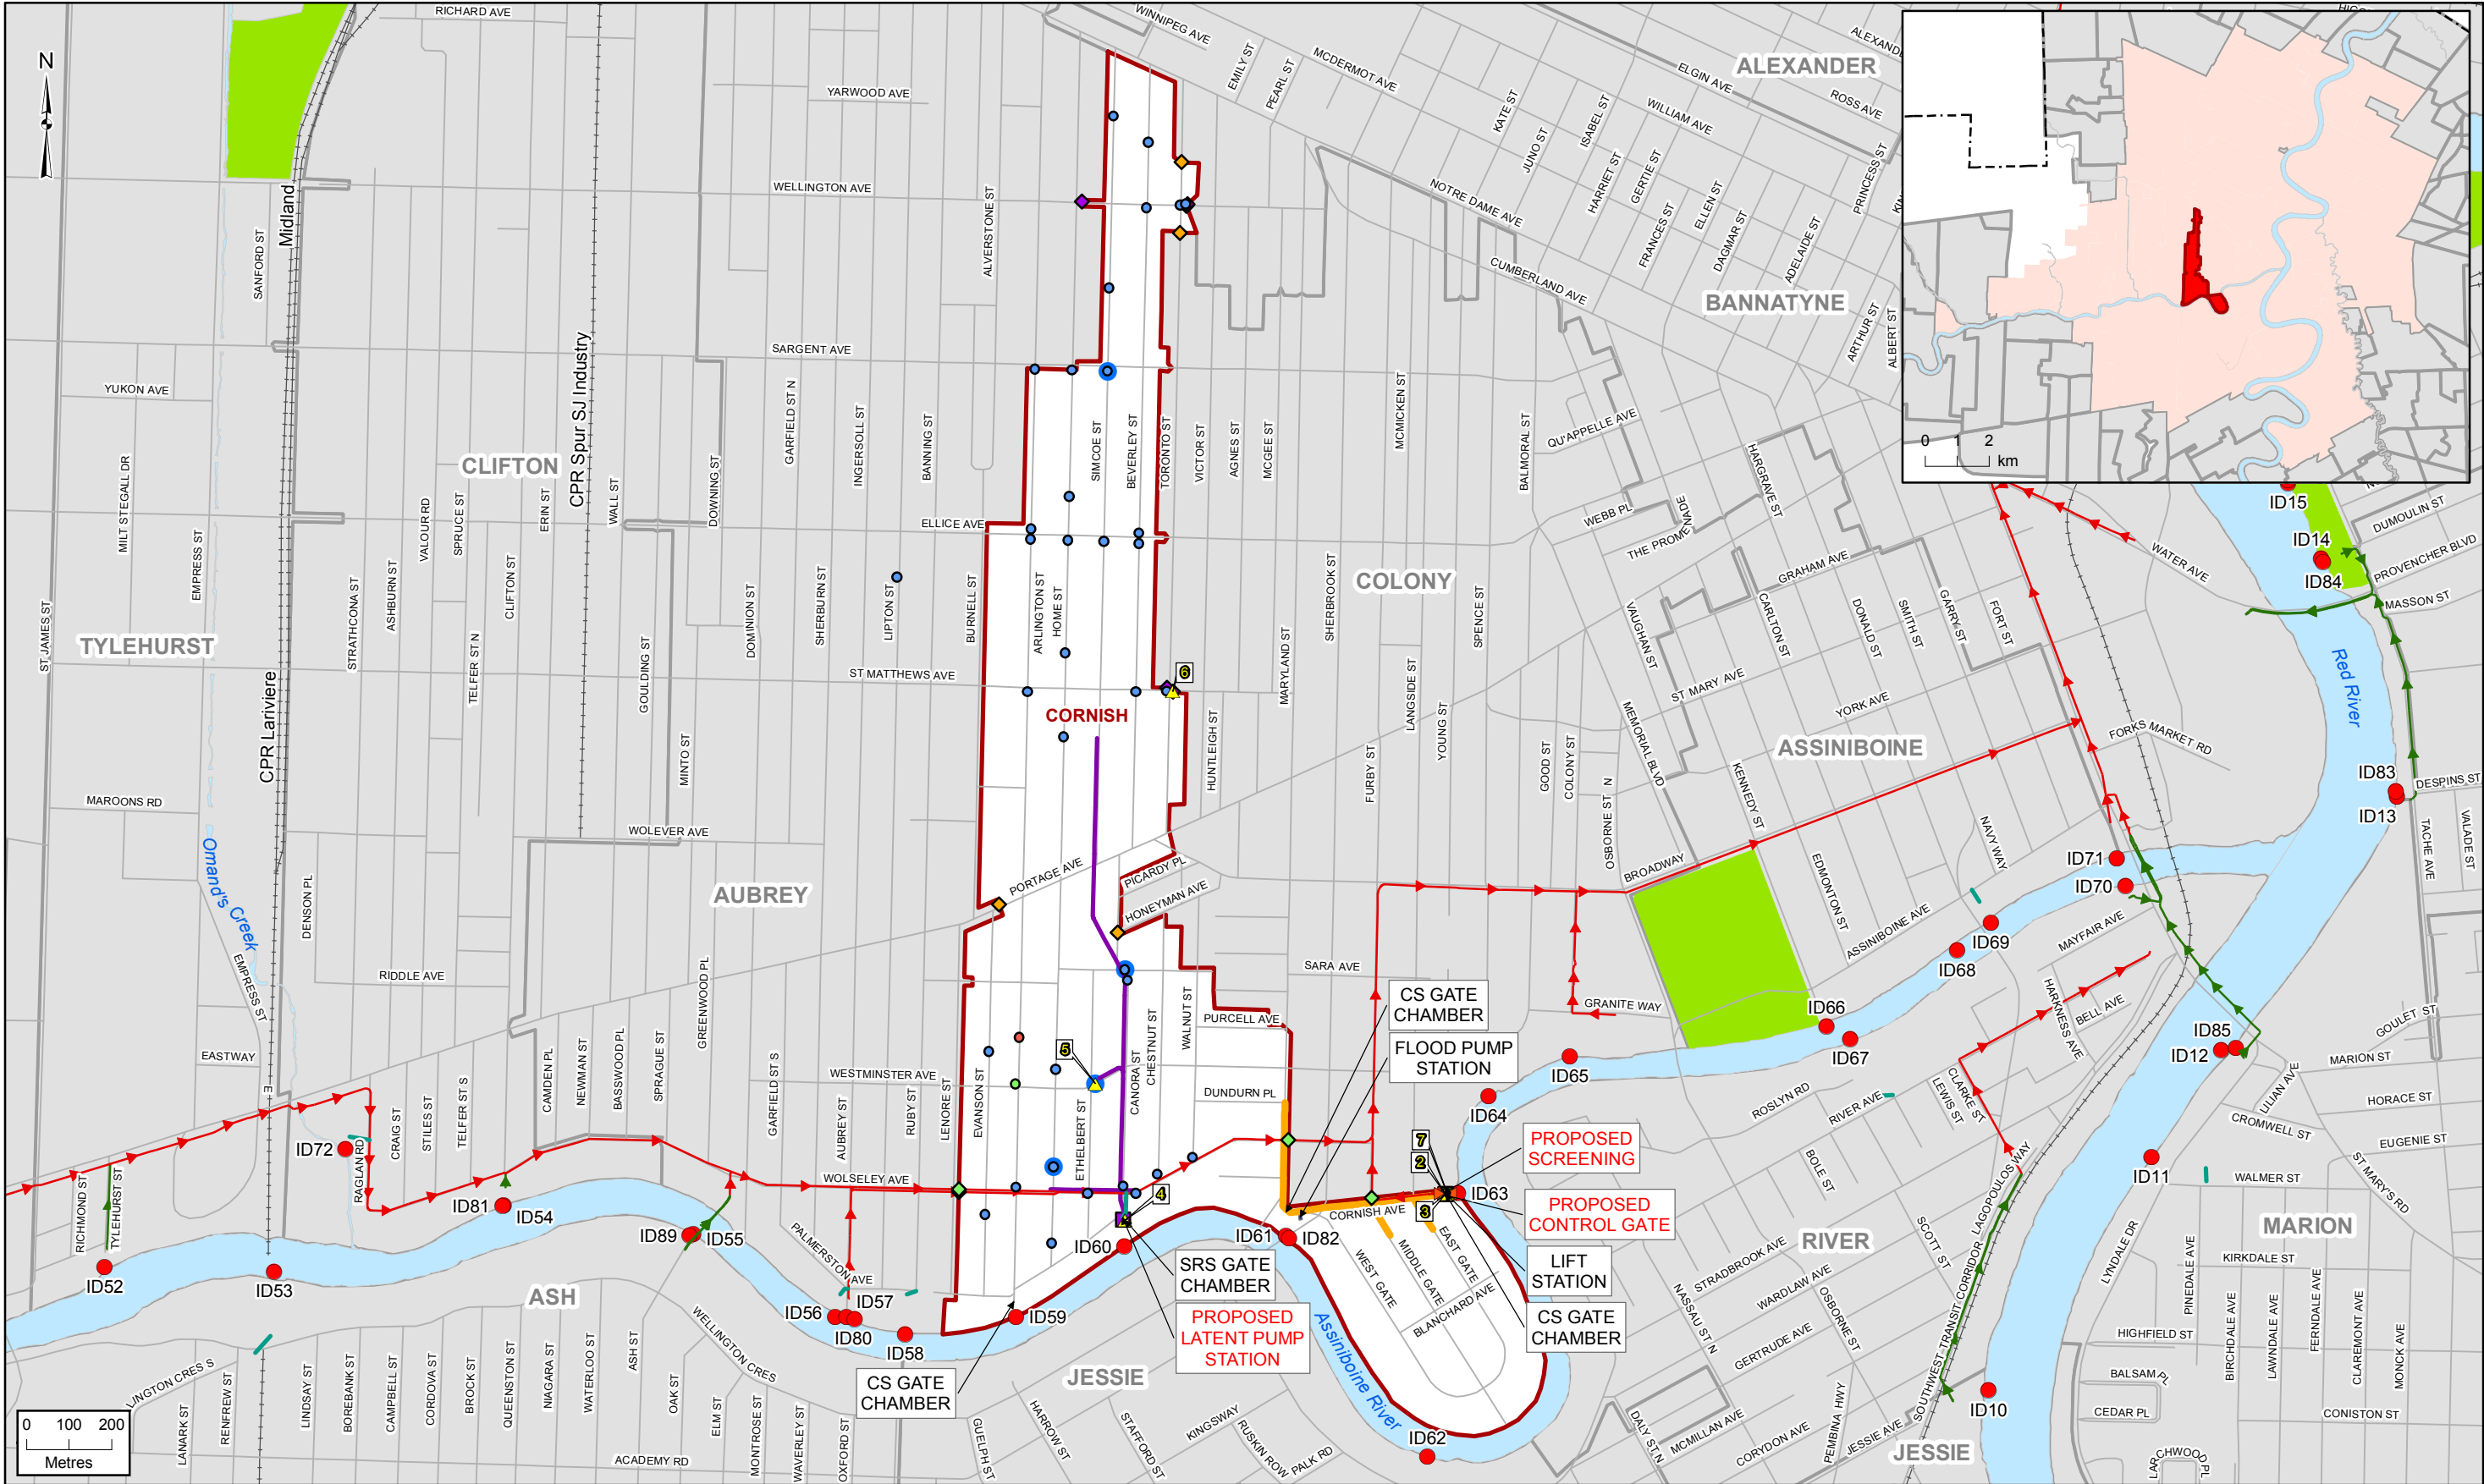 RICHARD AVE
WINNIPEG AVE
EMILY ST
PEARL ST
MCDERMOT AVE
ELGIN AVE
ALEXANDER
ROSS AVE
WILLIAM AVE
N
YARWOOD AVE
KATE ST
JUNO ST
ISABEL ST
HARRIET ST
GERTIE ST
ELLEN ST
FRANCES ST
DAGMAR ST
ADELAIDE ST
PRINCESS ST
NOTRE DAME AVE
CUMBERLAND AVE
BANNATYNE
ARTHUR ST
ALBERT ST
0 1 2
km
Midland
SANFORD ST
WELLINGTON AVE
ALVERSTONE ST
SARGENT AVE
YUKON AVE
CPR Spur SJ Industry
CLIFTON
MILT STEGALL DR
EMPRESS ST
VALOUR RD
SPRUCE ST
ERIN ST
WALL ST
DOWNING ST
GARFIELD ST N
INGERSOLL ST
BANNING ST
SIMCOE ST
BEVERLEY ST
TORONTO ST
VICTOR ST
AGNES ST
MCGEE ST
MCMICKEN ST
BALMORAL ST
QU'APPELLE AVE
HARGRAVE ST
WEBB PL
THE PROMENADE
GRAHAM AVE
ELLICE AVE
ID15
ID14
ID84
DUMOULIN ST
PROVENCHER BLVD
MASSON ST
WATER AVE
ST JAMES ST
TYLEHURST
STRATHCONA ST
ASHBURN ST
TELFER ST N
CLIFTON ST
GOULDING ST
MINTO ST
DOMINION ST
SHERBURN ST
LIPTON ST
BURNELL ST
ARLINGTON ST
HOME ST
ST MATTHEWS AVE
6
CORNISH
COLONY
MARYLAND ST
SHERBROOK ST
HUNTLEIGH ST
FURBY ST
LANGSIDE ST
YOUNG ST
SPENCE ST
GOOD ST
COLONY ST
OSBORNE ST N
MEMORIAL BLVD
VAUGHAN ST
KENNEDY ST
CARLTON ST
DONALD ST
SMITH ST
GARRY ST
FORT ST
ST MARY AVE
YORK AVE
ASSINIBOINE
FORKS MARKET RD
Red River
ID83
ID13
DESPINS ST
TACHE AVE
VALADE ST
CPR Lariviere
MAROONS RD
Omand's Creek
DENSON PL
WOLEVER AVE
AUBREY
RIDDLE AVE
EMPRESS ST
EASTWAY
PORTAGE AVE
PICARDY PL
HONEYMAN AVE
BROADWAY
EDMONTON ST
NAVY WAY
ASSINIBOINE AVE
ID71
ID70
ID69
ID68
MAYFAIR AVE
SARA AVE
GRANITE WAY
CS GATE
CHAMBER
FLOOD PUMP
STATION
ID66
ID67
ID65
ID64
HARKNESS AVE
BELL AVE
ID85
ID12
GOULET ST
MARION ST
LILIAN AVE
HORACE ST
CROMWELL ST
EUGENIE ST
CAMDEN PL
NEWMAN ST
BASSWOOD PL
SPRAGUE ST
GREENWOOD PL
GARFIELD ST S
WESTMINSTER AVE
AUBREY ST
RUBY ST
LENORE ST
EVANSON ST
5
ETHELBERT ST
CANORA ST
CHESTNUT ST
WALNUT ST
PURCELL AVE
DUNDURN PL
ROSLYN RD
RIVER AVE
LEWIS ST
CLARKE ST
ID72
CRAIG ST
STILES ST
TELFER ST S
RAGLAN RD
RICHMOND ST
TYLEHURST ST
ID81
ID54
ID89
ID55
ID52
ID53
WOLSELEY AVE
PALMERSTON AVE
ID56
ID57
ID80
ID58
ID59
ID60
4
7
2
3
ID61
ID82
ID63
CORNISH AVE
PROPOSED
SCREENING
PROPOSED
CONTROL GATE
LIFT
STATION
CS GATE
CHAMBER
SRS GATE
CHAMBER
PROPOSED
LATENT PUMP
STATION
CS GATE
CHAMBER
WEST GATE
MIDDLE GATE
EAST GATE
BLANCHARD AVE
Assiniboine River
ID62
BOLE ST
SCOTT ST
RIVER
STRADBROOK AVE
WARDLAW AVE
GERTRUDE AVE
OSBORNE ST
NASSAU ST N
DALY ST N
MCMILLAN AVE
CORYDON AVE
PEMBINA HWY
JESSIE AVE
JESSIE
SOUTHWEST TRANSIT CORRIDOR
LAGOPOULOS WAY
ID10
ID11
WALMER ST
ST MARY'S RD
MARION
KIRKDALE ST
LYNDALE DR
PINEDALE AVE
BIRCHDALE AVE
LAWNDALE AVE
FERNDALE AVE
CLAREMONT AVE
MONCK AVE
HIGHFIELD ST
BALSAM PL
CEDAR PL
CONISTON ST
ASH
WELLINGTON CRES
LINGTON CRES S
LANARK ST
RENFREW ST
LINDSAY ST
BOREBANK ST
CAMPBELL ST
CORDOVA ST
BROCK ST
QUEENSTON ST
NIAGARA ST
WATERLOO ST
ASH ST
OAK ST
ELM ST
MONTROSE ST
WAVERLEY ST
OXFORD ST
ACADEMY RD
JESSIE
GUELPH ST
HARROW ST
STAFFORD ST
KINGSWAY
RUSKIN ROW
PALK RD
0 100 200
Metres